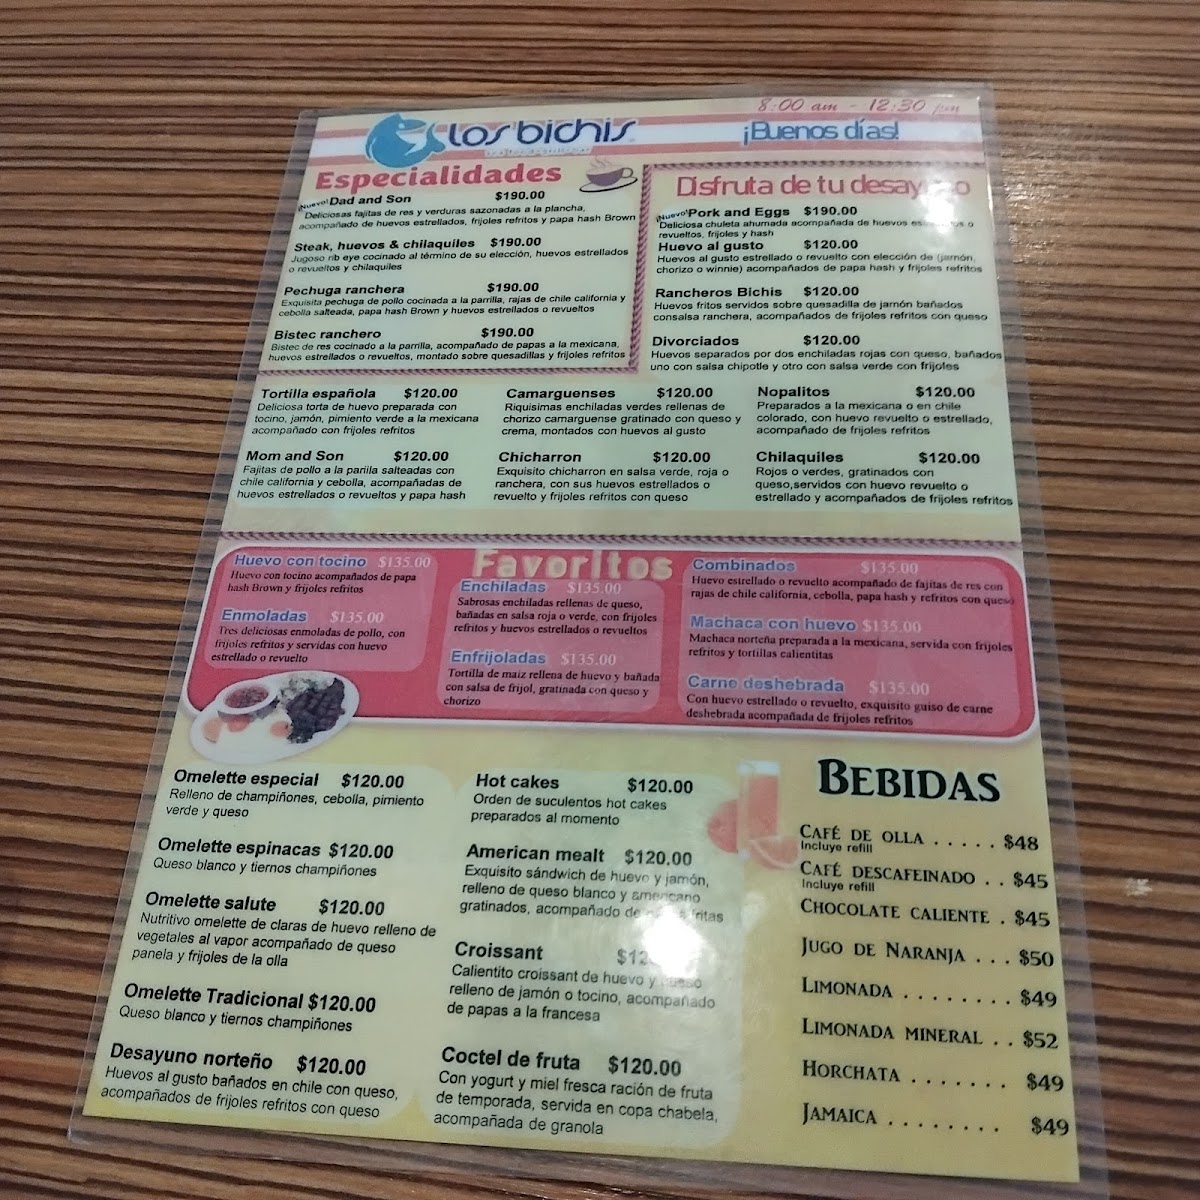 8:00 am - 12:30 pm
Los bichis
¡Buenos días!
Especialidades
¡Nuevo! Dad and Son $190.00
Deliciosas fajitas de res y verduras sazonadas a la plancha,
acompañado de huevos estrellados, frijoles refritos y papa hash Brown
Steak, huevos & chilaquiles $190.00
Jugoso rib eye cocinado al término de su elección, huevos estrellados
o revueltos y chilaquiles
Pechuga ranchera $190.00
Exquisita pechuga de pollo cocinada a la parrilla, rajas de chile california y
cebolla salteada, papa hash Brown y huevos estrellados o revueltos
Bistec ranchero $190.00
Bistec de res cocinado a la parrilla, acompañado de papas a la mexicana,
huevos estrellados o revueltos, montado sobre quesadillas y frijoles refritos
Disfruta de tu desayuno
¡Nuevo! Pork and Eggs $190.00
Deliciosa chuleta ahumada acompañada de huevos o
revueltos, frijoles y hash
Huevo al gusto $120.00
Huevos al gusto estrellado o revuelto con elección de (jamón,
chorizo o winnie) acompañados de papa hash y frijoles refritos
Rancheros Bichis $120.00
Huevos fritos servidos sobre quesadilla de jamón bañados
consalsa ranchera, acompañados de frijoles refritos con queso
Divorciados $120.00
Huevos separados por dos enchiladas rojas con queso, bañados
uno con salsa chipotle y otro con salsa verde con frijoles
Tortilla española $120.00
Deliciosa torta de huevo preparada con
tocino, jamón, pimiento verde a la mexicana
acompañado con frijoles refritos
Camarguenses $120.00
Riquisimas enchiladas verdes rellenas de
chorizo camarguense gratinado con queso y
crema, montados con huevos al gusto
Nopalitos $120.00
Preparados a la mexicana o en chile
colorado, con huevo revuelto o estrellado,
acompañado de frijoles refritos
Mom and Son $120.00
Fajitas de pollo a la pariila salteadas con
chile california y cebolla, acompañadas de
huevos estrellados o revueltos y papa hash
Chicharron $120.00
Exquisito chicharron en salsa verde, roja o
ranchera, con sus huevos estrellados o
revuelto y frijoles refritos con queso
Chilaquiles $120.00
Rojos o verdes, gratinados con
queso,servidos con huevo revuelto o
estrellado y acompañados de frijoles refritos
Favoritos
Huevo con tocino $135.00
Huevo con tocino acompañados de papa
hash Brown y frijoles refritos
Enmoladas $135.00
Tres deliciosas enmoladas de pollo, con
frijoles refritos y servidas con huevo
estrellado o revuelto
Enchiladas $135.00
Sabrosas enchiladas rellenas de queso,
bañadas en salsa roja o verde, con frijoles
refritos y huevos estrellados o revueltos
Enfrijoladas $135.00
Tortilla de maiz rellena de huevo y bañada
con salsa de frijol, gratinada con queso y
chorizo
Combinados $135.00
Huevo estrellado o revuelto acompañado de fajitas de res con
rajas de chile california, cebolla, papa hash y refritos con queso
Machaca con huevo $135.00
Machaca norteña preparada a la mexicana, servida con frijoles
refritos y tortillas calientitas
Carne deshebrada $135.00
Con huevo estrellado o revuelto, exquisito guiso de carne
deshebrada acompañada de frijoles refritos
Omelette especial $120.00
Relleno de champiñones, cebolla, pimiento
verde y queso
Omelette espinacas $120.00
Queso blanco y tiernos champiñones
Omelette salute $120.00
Nutritivo omelette de claras de huevo relleno de
vegetales al vapor acompañado de queso
panela y frijoles de la olla
Omelette Tradicional $120.00
Queso blanco y tiernos champiñones
Desayuno norteño $120.00
Huevos al gusto bañados en chile con queso,
acompañados de frijoles refritos con queso
Hot cakes $120.00
Orden de suculentos hot cakes
preparados al momento
American mealt $120.00
Exquisito sándwich de huevo y jamón,
relleno de queso blanco y americano
gratinados, acompañado de fritas
Croissant
Calientito croissant de huevo y queso
relleno de jamón o tocino, acompañado
de papas a la francesa
Coctel de fruta $120.00
Con yogurt y miel fresca ración de fruta
de temporada, servida en copa chabela,
acompañada de granola
BEBIDAS
CAFÉ DE OLLA . . . . . $48
Incluye refill
CAFÉ DESCAFEINADO . . $45
Incluye refill
CHOCOLATE CALIENTE . $45
JUGO DE NARANJA . . . $50
LIMONADA . . . . . . . . $49
LIMONADA MINERAL . . $52
HORCHATA . . . . . . . $49
JAMAICA . . . . . . . . $49